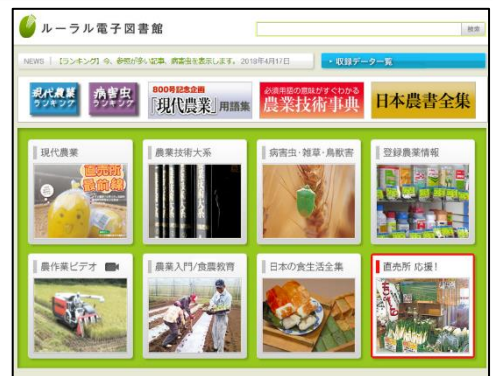 ルーラル電子図書館
検索
NEWS 【ランキング】今、参照が多い記事、病害虫を表示します。2018年4月17日
・収録データ一覧
現代農業
ランキング
病害虫
ランキング
800号記念企画
『現代農業』用語集
必須用語の意味がすぐわかる
農業技術事典
日本農書全集
現代農業
農業技術大系
病害虫・雑草・鳥獣害
登録農業情報
直売所
最前線
農作業ビデオ
農業入門/食農教育
日本の食生活全集
直売所 応援!